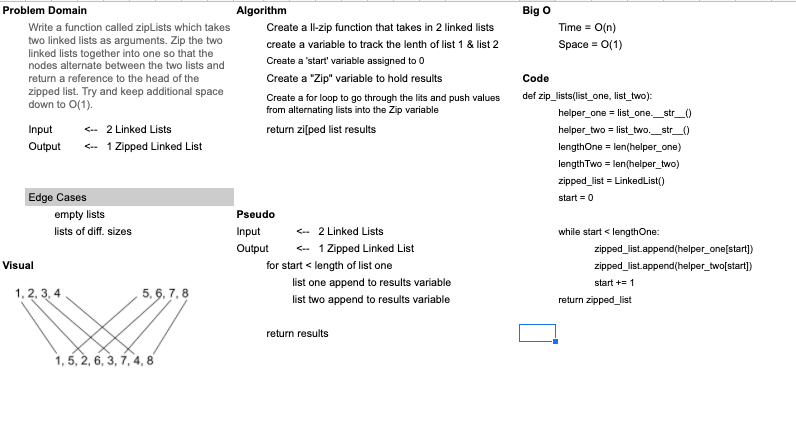 Problem Domain
Write a function called zipLists which takes
two linked lists as arguments. Zip the two
linked lists together into one so that the
nodes alternate between the two lists and
return a reference to the head of the
zipped list. Try and keep additional space
down to O(1).
Input <-- 2 Linked Lists
Output <-- 1 Zipped Linked List
Edge Cases
empty lists
lists of diff. sizes
Visual
1, 2, 3, 4 5, 6, 7, 8
1, 5, 2, 6, 3, 7, 4, 8
Algorithm
Create a ll-zip function that takes in 2 linked lists
create a variable to track the lenth of list 1 & list 2
Create a 'start' variable assigned to 0
Create a "Zip" variable to hold results
Create a for loop to go through the lits and push values
from alternating lists into the Zip variable
return zi[ped list results
Pseudo
Input <-- 2 Linked Lists
Output <-- 1 Zipped Linked List
for start < length of list one
list one append to results variable
list two append to results variable
return results
Big O
Time = O(n)
Space = O(1)
Code
def zip_lists(list_one, list_two):
helper_one = list_one.__str__()
helper_two = list_two.__str__()
lengthOne = len(helper_one)
lengthTwo = len(helper_two)
zipped_list = LinkedList()
start = 0
while start < lengthOne:
zipped_list.append(helper_one[start])
zipped_list.append(helper_two[start])
start += 1
return zipped_list